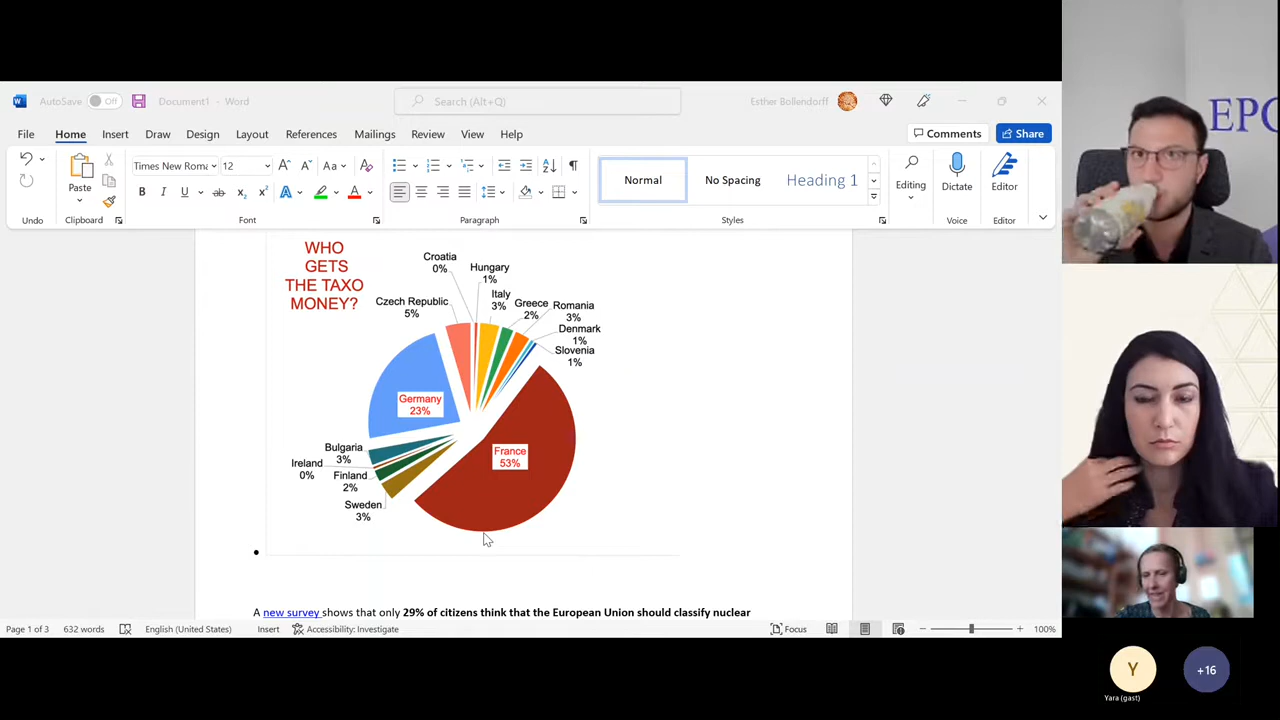 AutoSave Off Document1 - Word Search (Alt+Q) Esther Bollendorff
File Home Insert Draw Design Layout References Mailings Review View Help Comments Share
Paste Times New Roma 12 Aa Normal No Spacing Heading 1 Editing Dictate Editor
B I U ab x2 x2 A A
Undo Clipboard Font Paragraph Styles Voice Editor
EPC
WHO
GETS
THE TAXO
MONEY?
Croatia
0%
Hungary
1%
Italy
3%
Greece
2%
Romania
3%
Denmark
1%
Slovenia
1%
Czech Republic
5%
Germany
23%
France
53%
Bulgaria
3%
Ireland
0%
Finland
2%
Sweden
3%
A new survey shows that only 29% of citizens think that the European Union should classify nuclear
Page 1 of 3 632 words English (United States) Insert Accessibility: Investigate Focus 100%
Y
+16
Yara (gast)